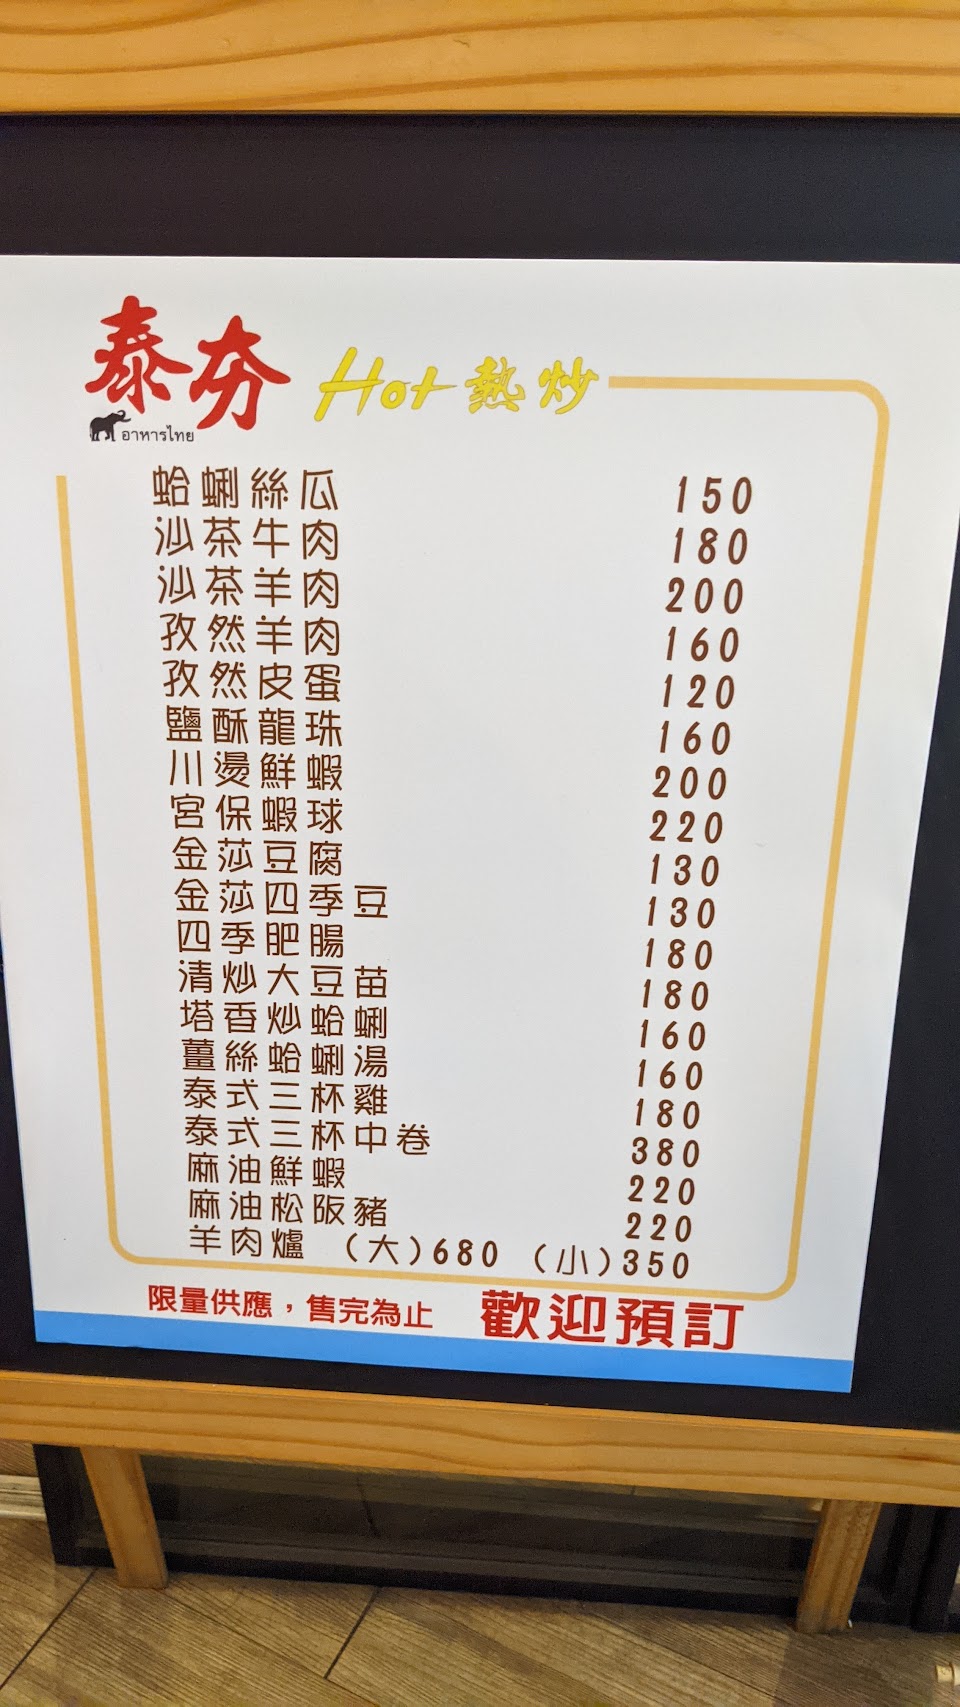 泰夯
อาหารไทย
Hot 熱炒
蛤蜊絲瓜 150
沙茶牛肉 180
沙茶羊肉 200
孜然羊肉 160
孜然皮蛋 120
鹽酥龍珠 160
川燙鮮蝦 200
宮保蝦球 220
金莎豆腐 130
金莎四季豆 130
四季肥腸 180
清炒大豆苗 180
塔香炒蛤蜊 160
薑絲蛤蜊湯 160
泰式三杯雞 180
泰式三杯中卷 380
麻油鮮蝦 220
麻油松阪豬 220
羊肉爐 (大)680 (小)350
限量供應，售完為止 歡迎預訂